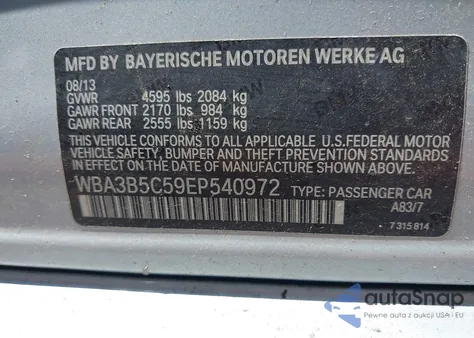 MFD BY BAYERISCHE MOTOREN WERKE AG
08/13
GVWR 4595 lbs 2084 kg
GAWR FRONT 2170 lbs 984 kg
GAWR REAR 2555 lbs 1159 kg
THIS VEHICLE CONFORMS TO ALL APPLICABLE U.S.FEDERAL MOTOR
VEHICLE SAFETY, BUMPER AND THEFT PREVENTION STANDARDS
IN EFFECT ON THE DATE OF MANUFACTURE SHOWN ABOVE.
WBA3B5C59EP540972 TYPE: PASSENGER CAR
A83/7
7 315 814
autoSnap
Pewne auta z aukcji USA i EU